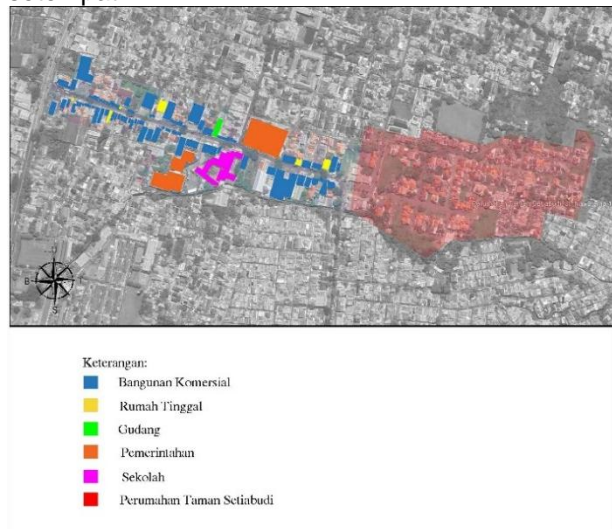 Keterangan:
Bangunan Komersial
Rumah Tinggal
Gudang
Pemerintahan
Sekolah
Perumahan Taman Setiabudi